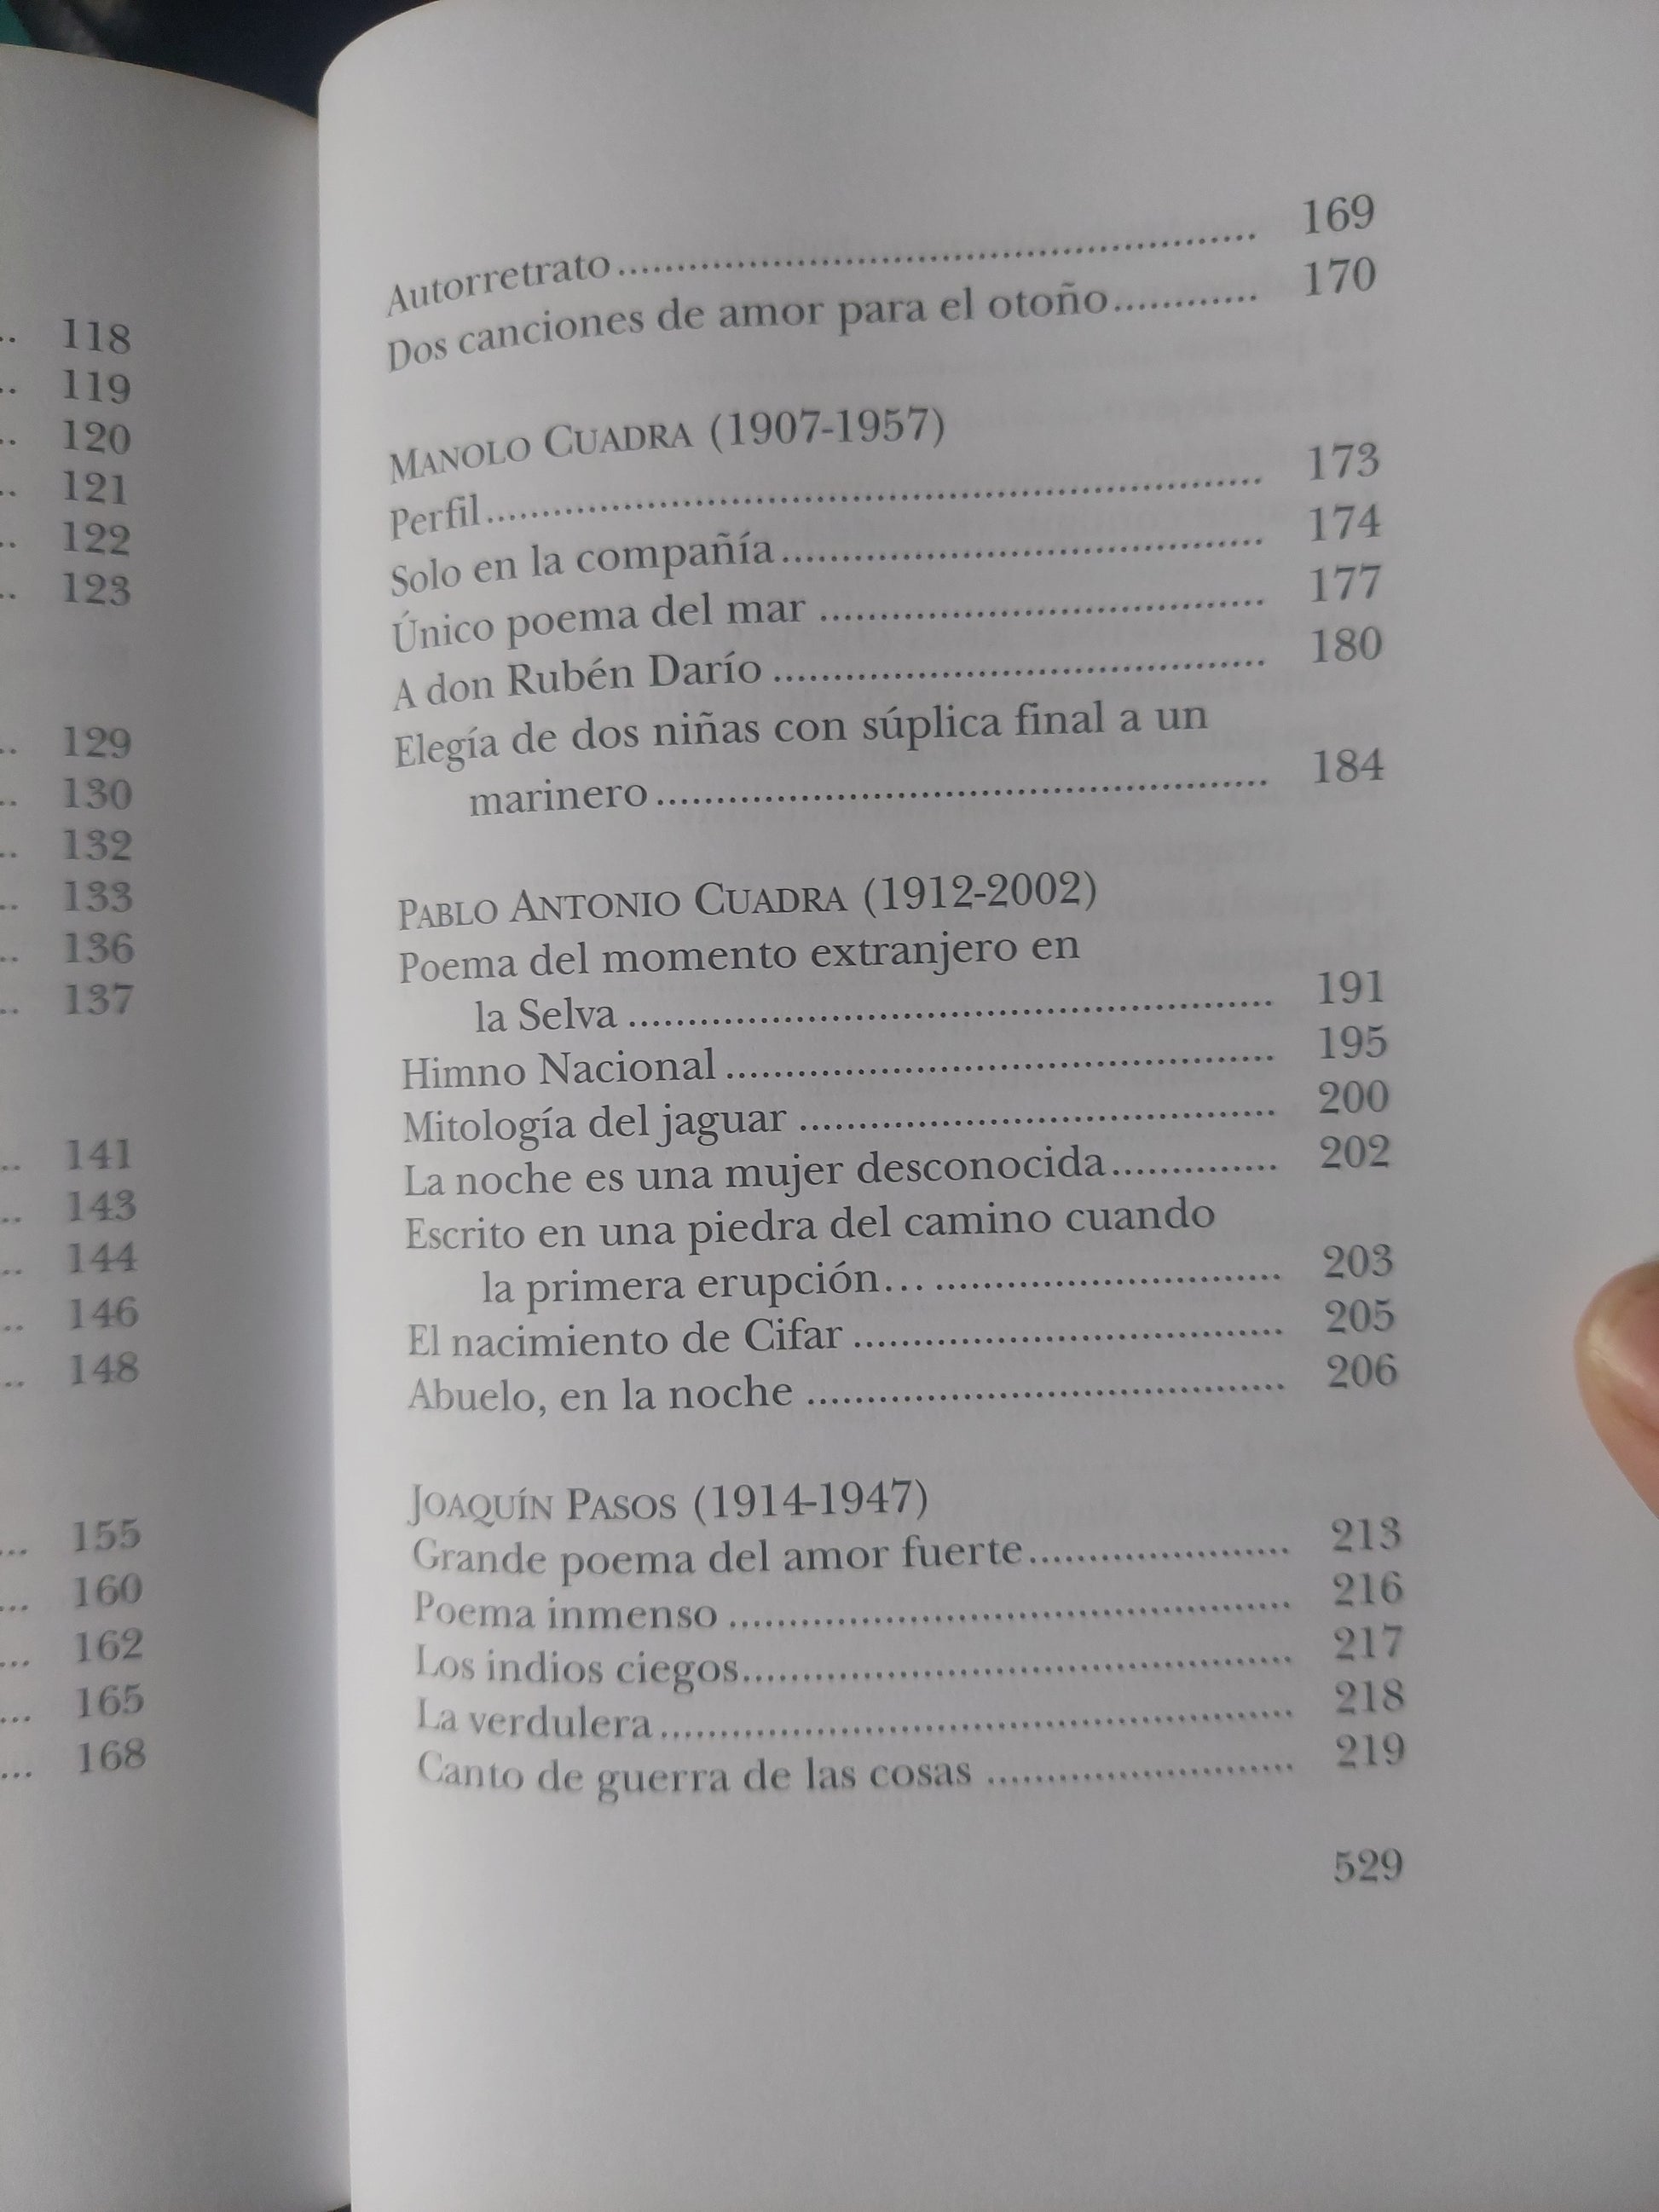 .. 118
.. 119
.. 120
.. 121
.. 122
.. 123
.. 129
.. 130
.. 132
.. 133
.. 136
.. 137
.. 141
.. 143
.. 144
.. 146
.. 148
... 155
... 160
... 162
... 165
... 168
Autorretrato........................................................ 169
Dos canciones de amor para el otoño............ 170
MANOLO CUADRA (1907-1957)
Perfil.................................................................... 173
Solo en la compañía......................................... 174
Único poema del mar ...................................... 177
A don Rubén Darío .......................................... 180
Elegía de dos niñas con súplica final a un
marinero.................................................... 184
PABLO ANTONIO CUADRA (1912-2002)
Poema del momento extranjero en
la Selva ....................................................... 191
Himno Nacional ............................................... 195
Mitología del jaguar ......................................... 200
La noche es una mujer desconocida.............. 202
Escrito en una piedra del camino cuando
la primera erupción... .............................. 203
El nacimiento de Cifar ..................................... 205
Abuelo, en la noche ......................................... 206
JOAQUÍN PASOS (1914-1947)
Grande poema del amor fuerte...................... 213
Poema inmenso ................................................ 216
Los indios ciegos............................................... 217
La verdulera...................................................... 218
Canto de guerra de las cosas .......................... 219
529